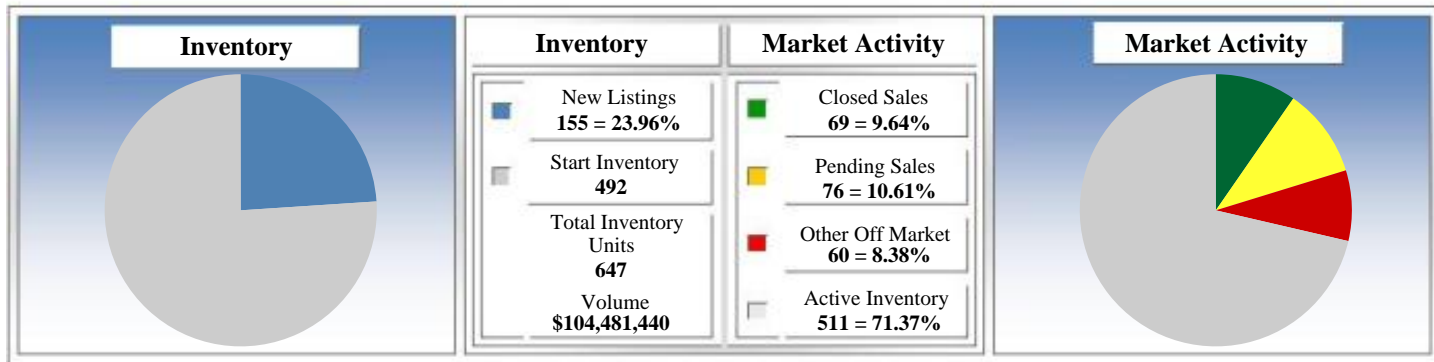 Inventory
Inventory
Market Activity
New Listings
155 = 23.96%
Start Inventory
492
Total Inventory
Units
647
Volume
$104,481,440
Closed Sales
69 = 9.64%
Pending Sales
76 = 10.61%
Other Off Market
60 = 8.38%
Active Inventory
511 = 71.37%
Market Activity